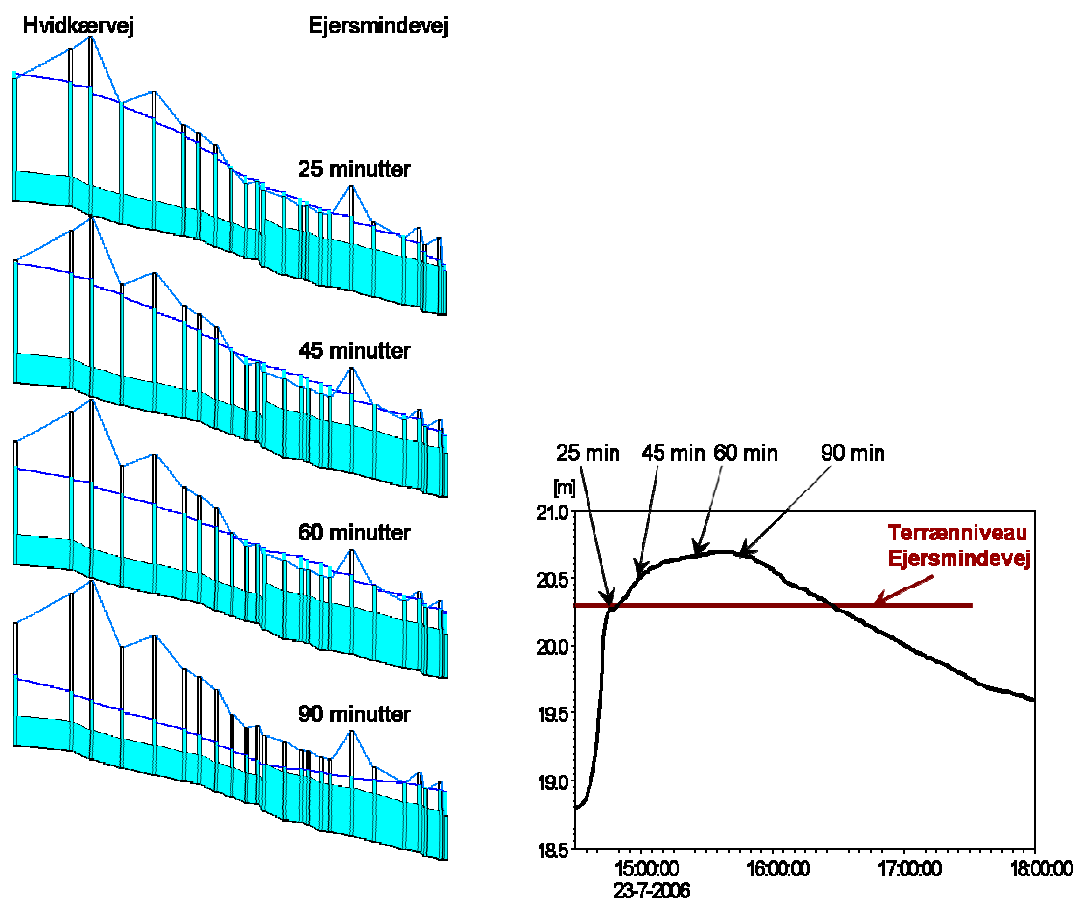 Hvidkærvej
Ejersmindevej
25 minutter
45 minutter
60 minutter
90 minutter
25 min
45 min
60 min
90 min
[m]
21.0
20.5
20.0
19.5
19.0
18.5
Terrænniveau
Ejersmindevej
15:00:00
16:00:00
17:00:00
18:00:00
23-7-2006